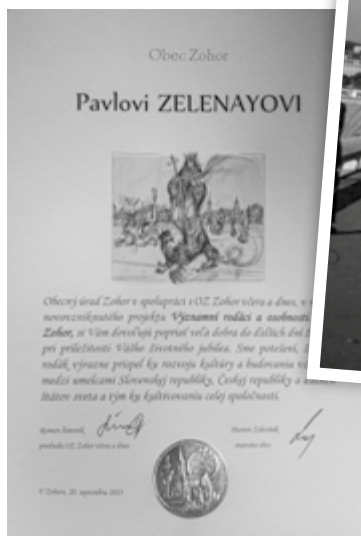 Obec Zohor
Pavlovi ZELENAYOVI
Obecný úrad Zohor v spolupráci s OZ Zohor včera a dnes, v
novovzniknutého projektu Významní rodáci a osobnosti
Zohor, si Vám dovoľujú popriať veľa dobra do ďalších dní
pri príležitosti Vášho životného jubilea. Sme potešení,
rodák výrazne prispel ku rozvoju kultúry a budovaniu
medzi umelcami Slovenskej republiky, Českej republiky a
štátov sveta a tým ku kultivovaniu celej spoločnosti.
Roman Martin
predseda OZ Zohor včera a dnes starosta obce
V Zohore, 20. septembra 2023